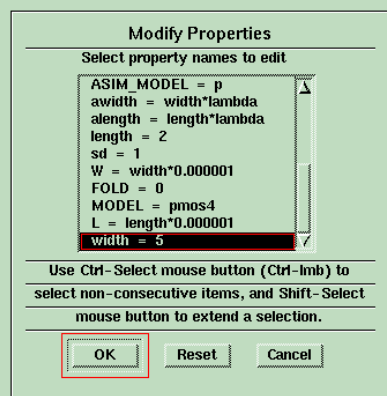 Modify Properties
Select property names to edit
ASIM_MODEL = p
awidth = width*lambda
alength = length*lambda
length = 2
sd = 1
W = width*0.000001
FOLD = 0
MODEL = pmos4
L = length*0.000001
width = 5
Use Ctrl-Select mouse button (Ctrl-lmb) to
select non-consecutive items, and Shift-Select
mouse button to extend a selection.
OK Reset Cancel